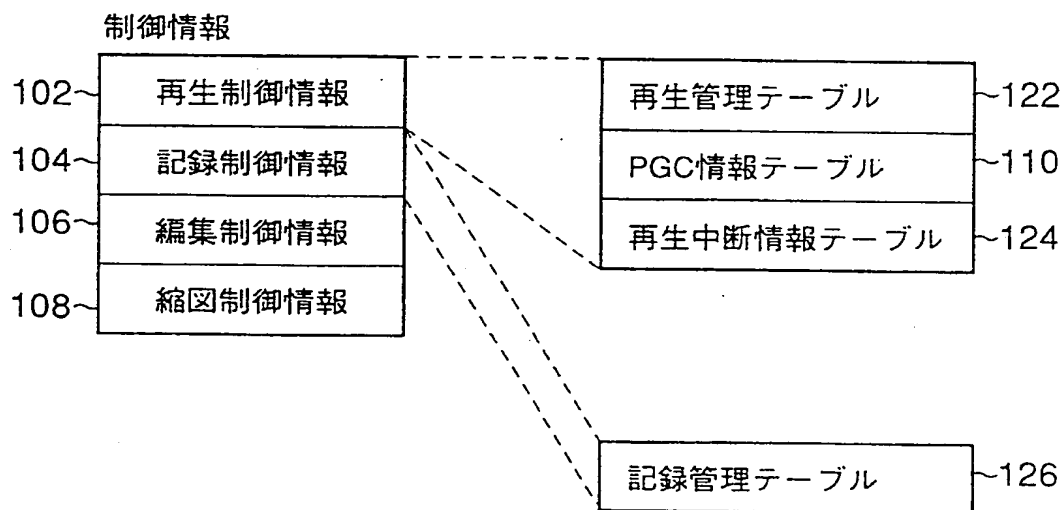 制御情報
102 再生制御情報
104 記録制御情報
106 編集制御情報
108 縮図制御情報
再生管理テーブル 122
PGC情報テーブル 110
再生中断情報テーブル 124
記録管理テーブル 126